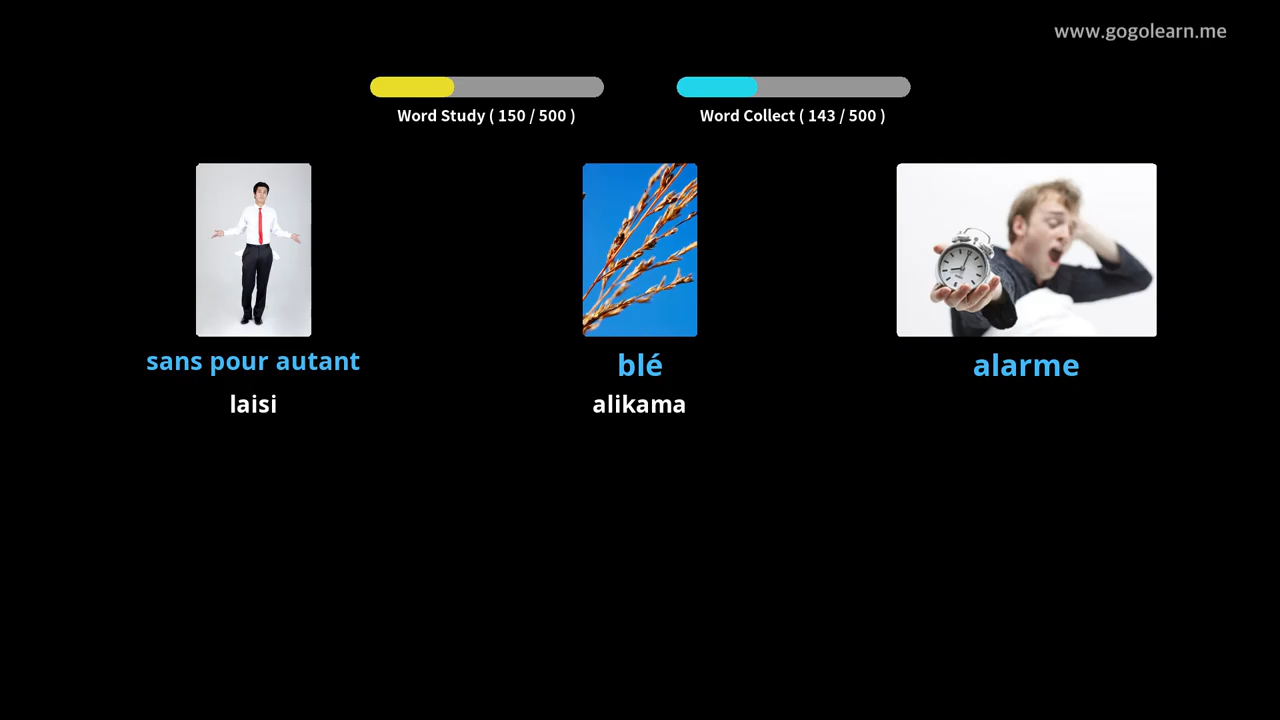 www.gogolearn.me
Word Study ( 150 / 500 )
Word Collect ( 143 / 500 )
sans pour autant
blé
alarme
laisi
alikama